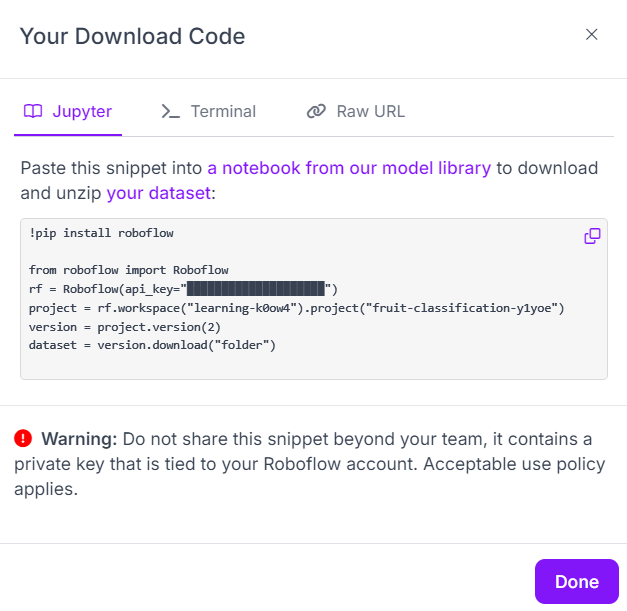 Your Download Code
Jupyter
Terminal
Raw URL
Paste this snippet into a notebook from our model library to download
and unzip your dataset:
!pip install roboflow
from roboflow import Roboflow
rf = Roboflow(api_key="███████████████████")
project = rf.workspace("learning-k0ow4").project("fruit-classification-y1yoe")
version = project.version(2)
dataset = version.download("folder")
Warning: Do not share this snippet beyond your team, it contains a
private key that is tied to your Roboflow account. Acceptable use policy
applies.
Done